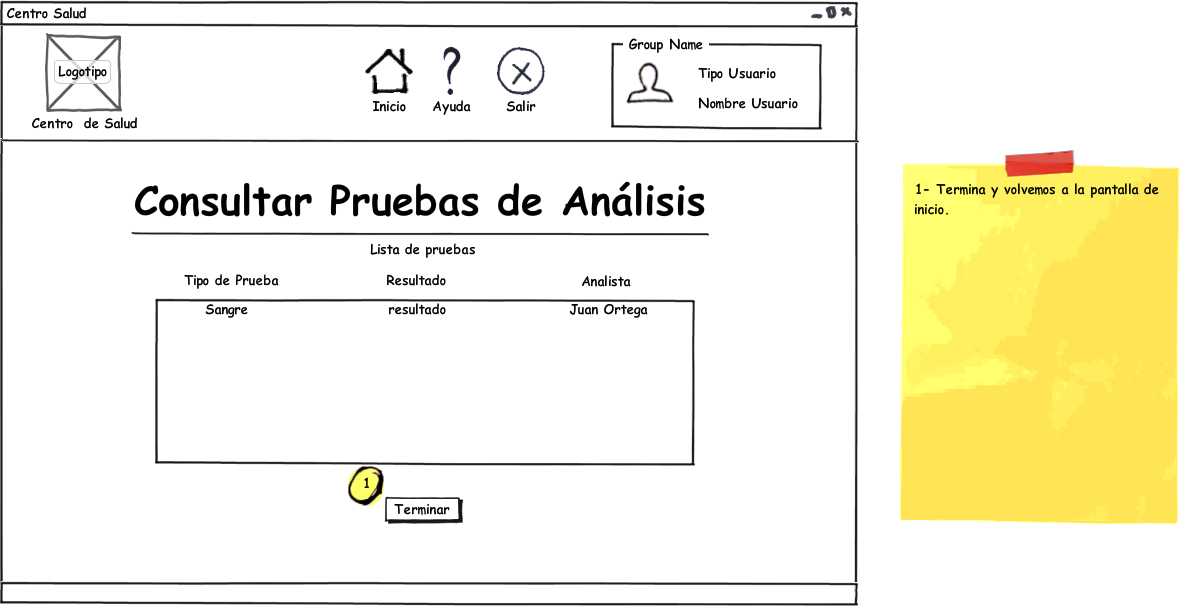 Centro Salud
Logotipo
Centro de Salud
Inicio
Ayuda
Salir
Group Name
Tipo Usuario
Nombre Usuario
Consultar Pruebas de Análisis
Lista de pruebas
Tipo de Prueba Resultado Analista
Sangre resultado Juan Ortega
1
Terminar
1- Termina y volvemos a la pantalla de
inicio.